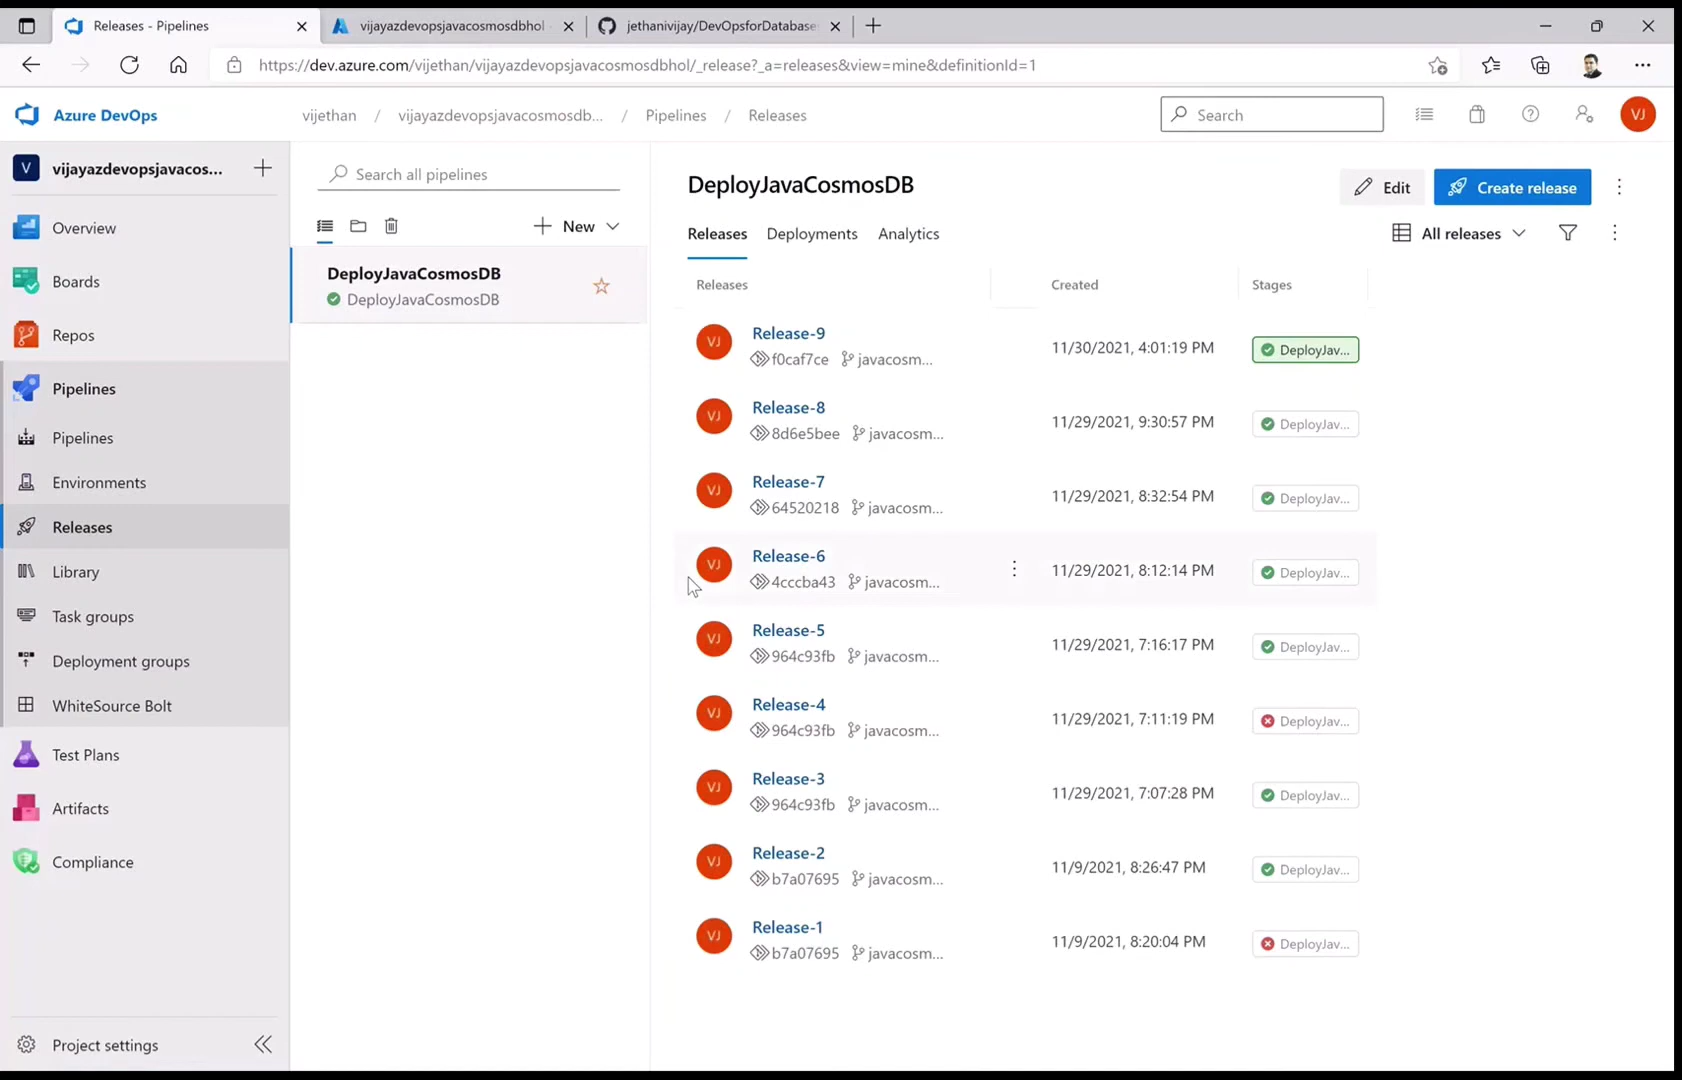 Releases - Pipelines
vijayazdevopsjavacosmosdbhol
jethanivijay/DevOpsforDatabase
https://dev.azure.com/vijethan/vijayazdevopsjavacosmosdbhol/_release?_a=releases&view=mine&definitionId=1
Azure DevOps
vijethan / vijayazdevopsjavacosmosdb... / Pipelines / Releases
Search
VJ
V vijayazdevopsjavacos...
Overview
Boards
Repos
Pipelines
Pipelines
Environments
Releases
Library
Task groups
Deployment groups
WhiteSource Bolt
Test Plans
Artifacts
Compliance
Project settings
Search all pipelines
New
DeployJavaCosmosDB
DeployJavaCosmosDB
DeployJavaCosmosDB
Edit
Create release
Releases Deployments Analytics
All releases
Releases Created Stages
VJ Release-9 11/30/2021, 4:01:19 PM DeployJav...
f0caf7ce javacosm...
VJ Release-8 11/29/2021, 9:30:57 PM DeployJav...
8d6e5bee javacosm...
VJ Release-7 11/29/2021, 8:32:54 PM DeployJav...
64520218 javacosm...
VJ Release-6 11/29/2021, 8:12:14 PM DeployJav...
4cccba43 javacosm...
VJ Release-5 11/29/2021, 7:16:17 PM DeployJav...
964c93fb javacosm...
VJ Release-4 11/29/2021, 7:11:19 PM DeployJav...
964c93fb javacosm...
VJ Release-3 11/29/2021, 7:07:28 PM DeployJav...
964c93fb javacosm...
VJ Release-2 11/9/2021, 8:26:47 PM DeployJav...
b7a07695 javacosm...
VJ Release-1 11/9/2021, 8:20:04 PM DeployJav...
b7a07695 javacosm...